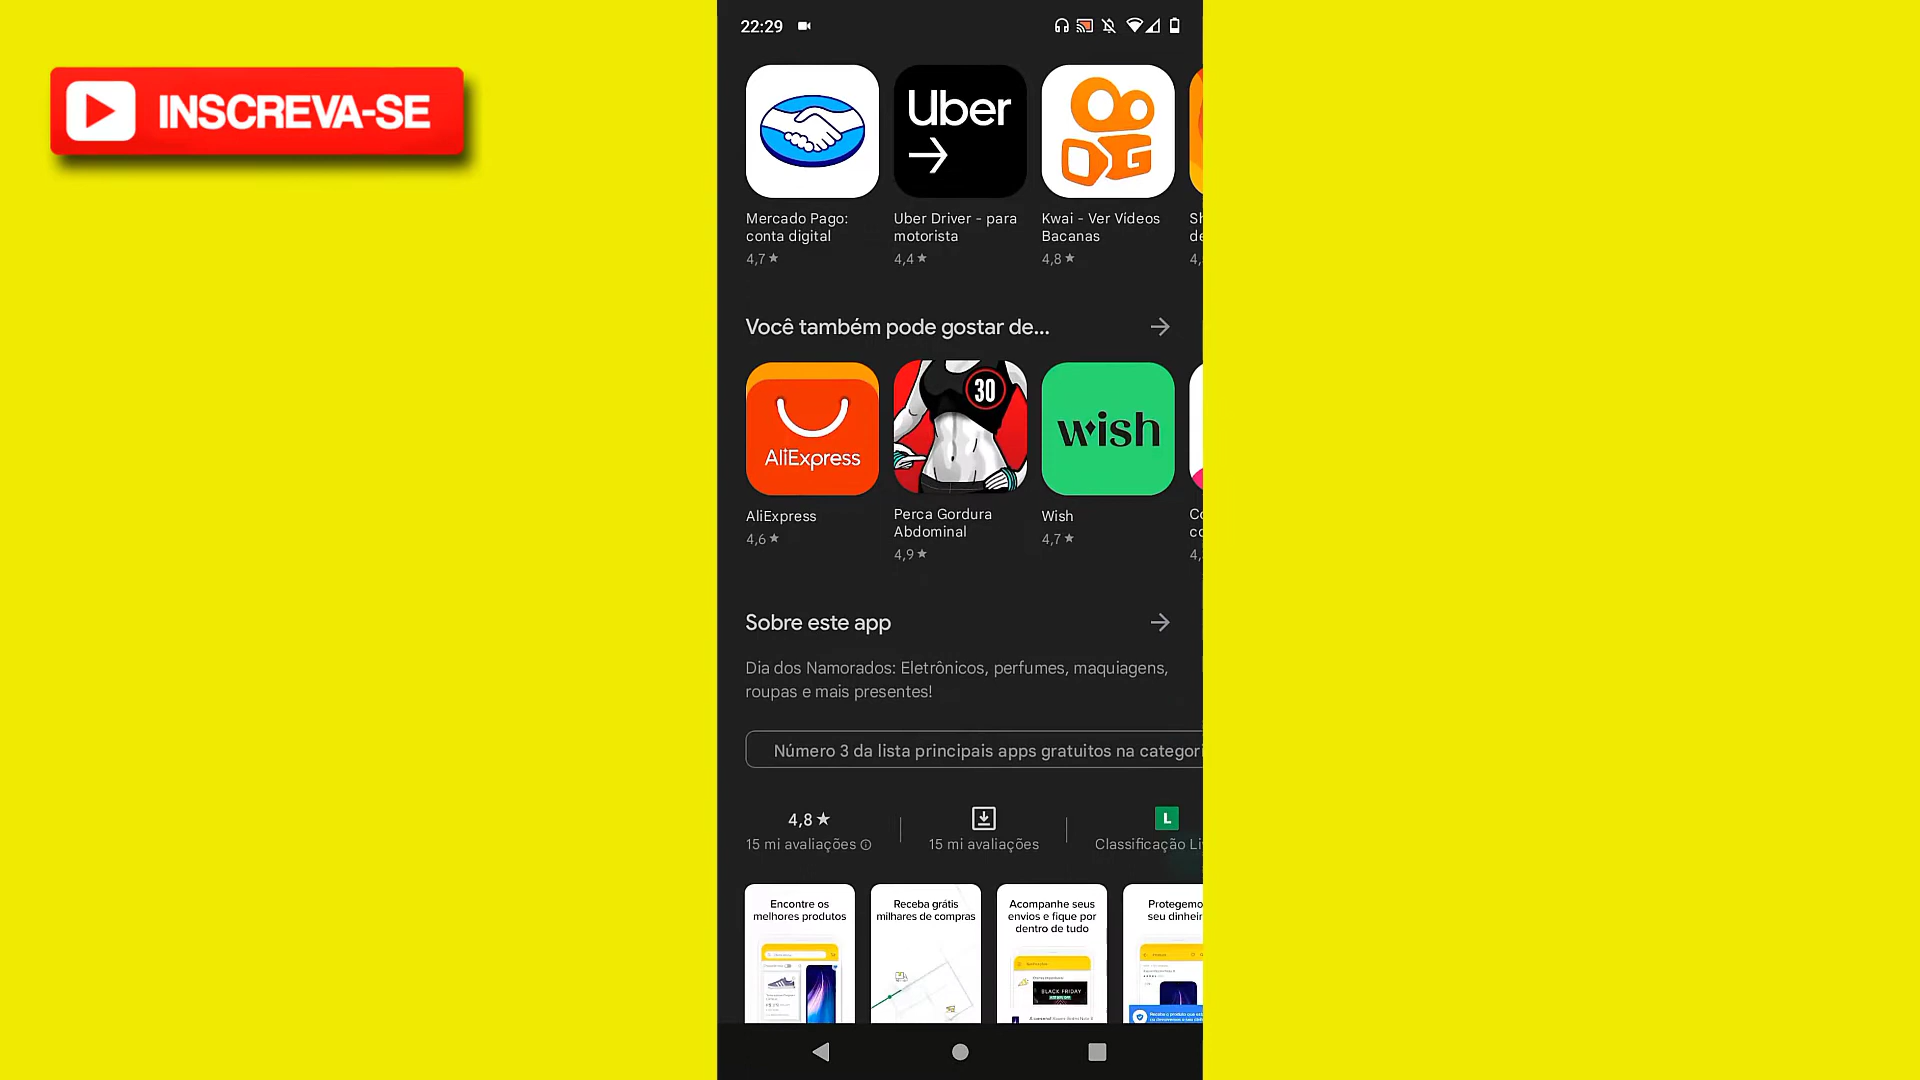 22:29
INSCREVA-SE
Uber
Mercado Pago:
conta digital
4,7★
Uber Driver - para
motorista
4,4★
Kwai - Ver Vídeos
Bacanas
4,8★
Você também pode gostar de...
AliExpress
30
wish
AliExpress
4,6★
Perca Gordura
Abdominal
4,9★
Wish
4,7★
Sobre este app
Dia dos Namorados: Eletrônicos, perfumes, maquiagens,
roupas e mais presentes!
Número 3 da lista principais apps gratuitos na categori
4,8★
15 mi avaliações
15 mi avaliações
L
Classificação Li
Encontre os
melhores produtos
Receba grátis
milhares de compras
Acompanhe seus
envios e fique por
dentro de tudo
BLACK FRIDAY
Protegemo
seu dinheir